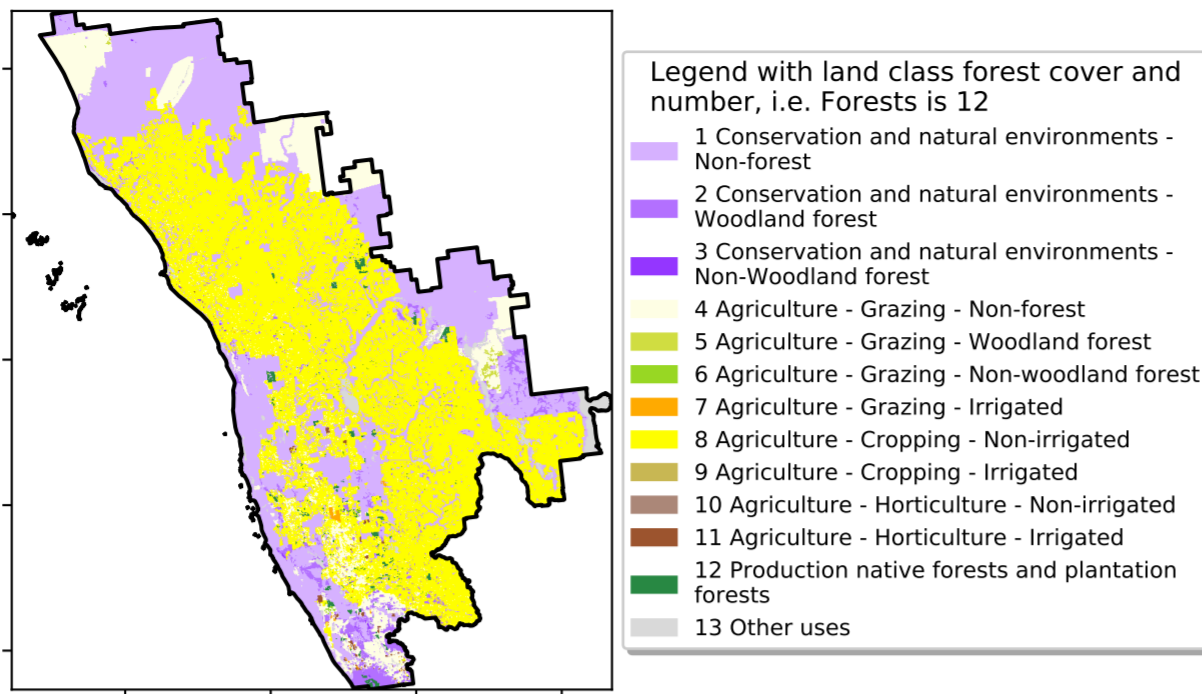 Legend with land class forest cover and
number, i.e. Forests is 12
1 Conservation and natural environments -
Non-forest
2 Conservation and natural environments -
Woodland forest
3 Conservation and natural environments -
Non-Woodland forest
4 Agriculture - Grazing - Non-forest
5 Agriculture - Grazing - Woodland forest
6 Agriculture - Grazing - Non-woodland forest
7 Agriculture - Grazing - Irrigated
8 Agriculture - Cropping - Non-irrigated
9 Agriculture - Cropping - Irrigated
10 Agriculture - Horticulture - Non-irrigated
11 Agriculture - Horticulture - Irrigated
12 Production native forests and plantation
forests
13 Other uses